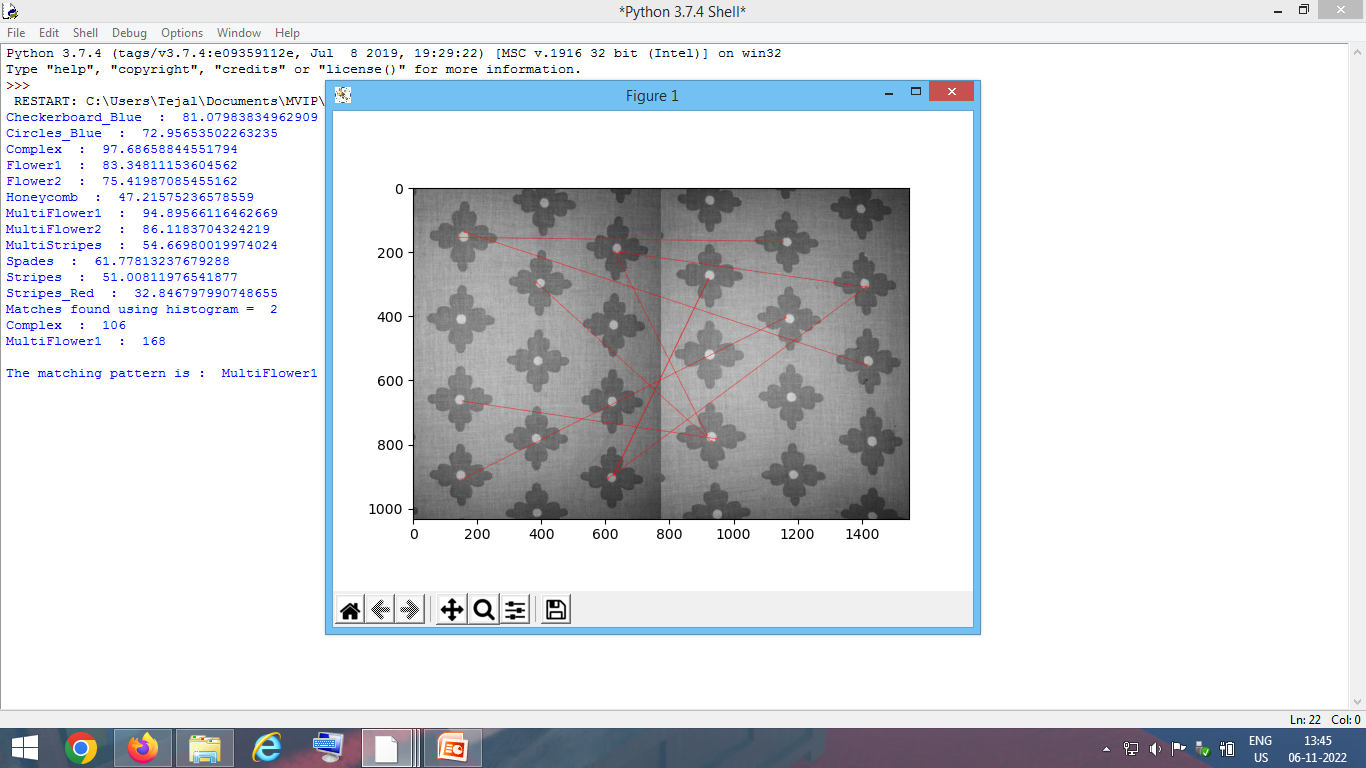 *Python 3.7.4 Shell*
File Edit Shell Debug Options Window Help
Python 3.7.4 (tags/v3.7.4:e09359112e, Jul  8 2019, 19:29:22) [MSC v.1916 32 bit (Intel)] on win32
Type "help", "copyright", "credits" or "license()" for more information.
>>>
 RESTART: C:\Users\Tejal\Documents\MVIP\
Checkerboard_Blue  :  81.07983834962909
Circles_Blue  :  72.95653502263235
Complex  :  97.68658844551794
Flower1  :  83.34811153604562
Flower2  :  75.41987085455162
Honeycomb  :  47.21575236578559
MultiFlower1  :  94.89566116462669
MultiFlower2  :  86.1183704324219
MultiStripes  :  54.66980019974024
Spades  :  61.77813237679288
Stripes  :  51.00811976541877
Stripes_Red  :  32.846797990748655
Matches found using histogram =  2
Complex  :  106
MultiFlower1  :  168
The matching pattern is :  MultiFlower1
Figure 1
0
200
400
600
800
1000
0 200 400 600 800 1000 1200 1400
Ln: 22 Col: 0
ENG
US
13:45
06-11-2022